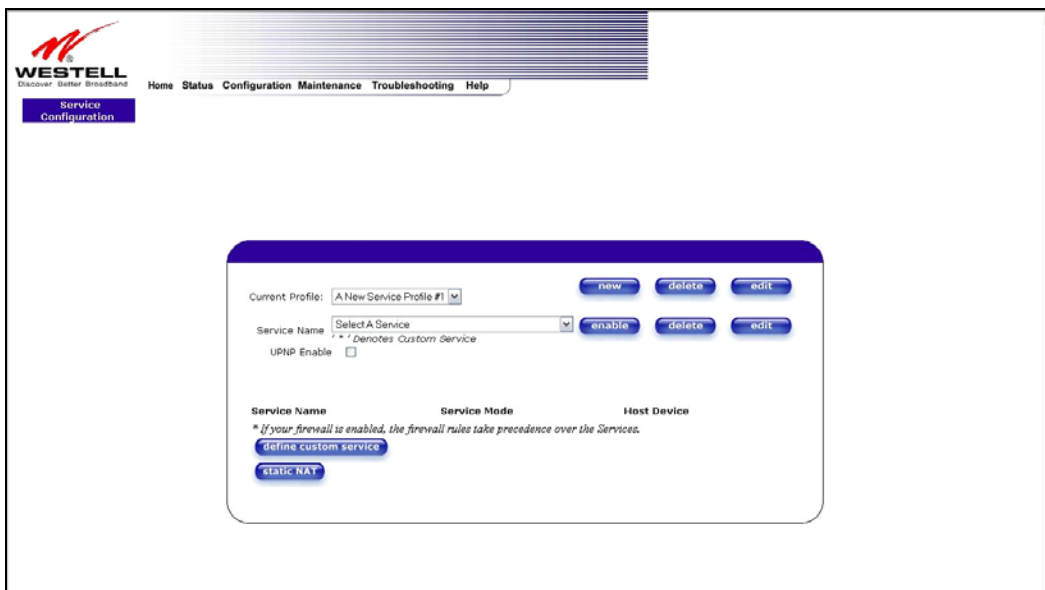 ®
WESTELL
Discover Better Broadband
Home Status Configuration Maintenance Troubleshooting Help
Service
Configuration
Current Profile: A New Service Profile #1 new delete edit
Service Name Select A Service enable delete edit
' * ' Denotes Custom Service
UPNP Enable
Service Name Service Mode Host Device
* If your firewall is enabled, the firewall rules take precedence over the Services.
define custom service
static NAT